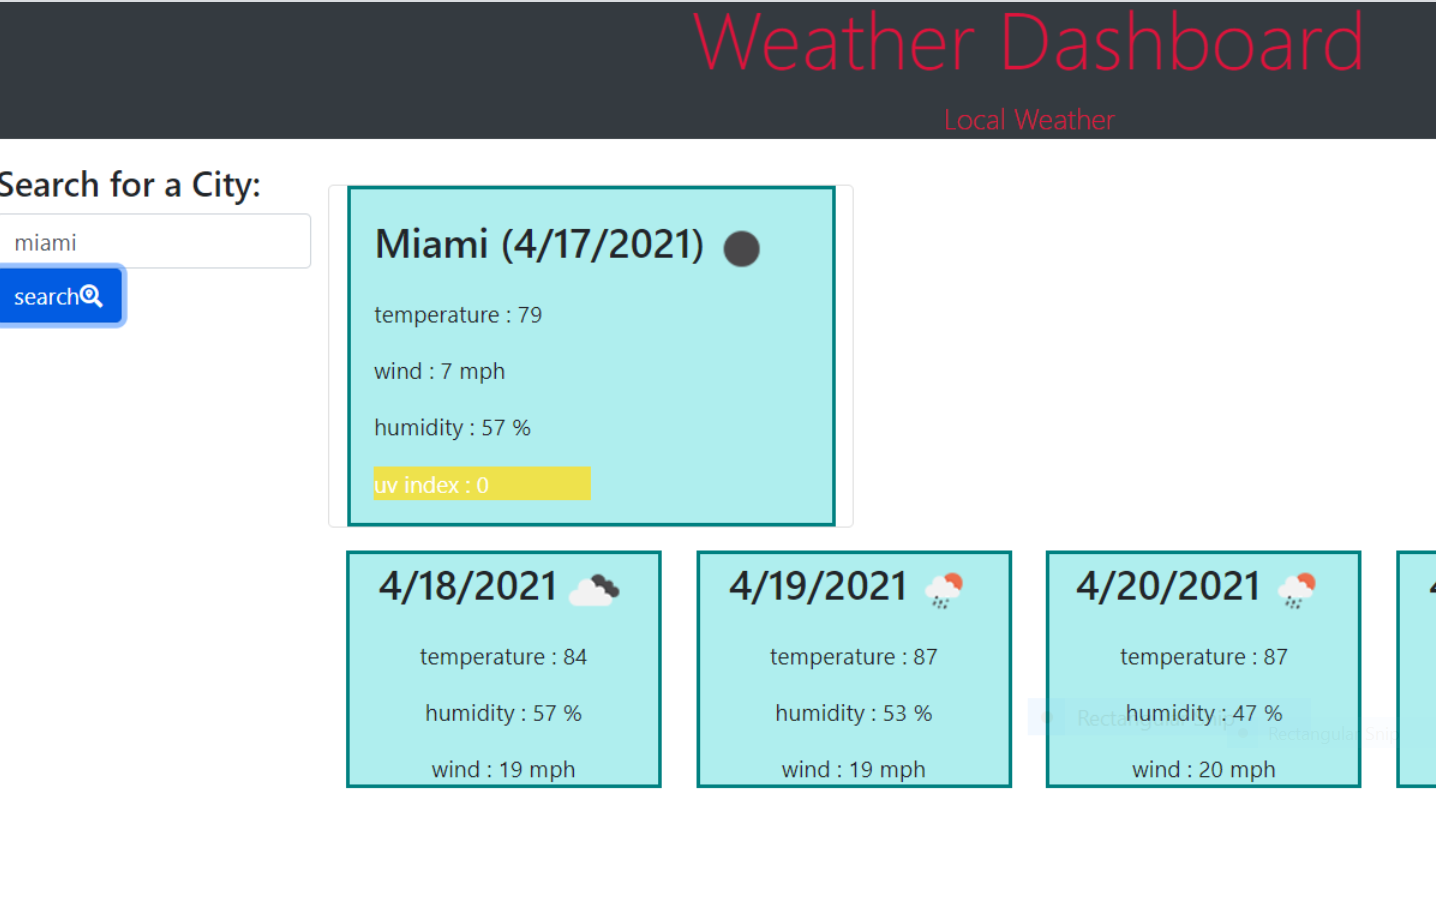 Weather Dashboard
Local Weather
Search for a City:
miami
search
Miami (4/17/2021)
temperature : 79
wind : 7 mph
humidity : 57 %
uv index : 0
4/18/2021
temperature : 84
humidity : 57 %
wind : 19 mph
4/19/2021
temperature : 87
humidity : 53 %
wind : 19 mph
4/20/2021
temperature : 87
humidity : 47 %
wind : 20 mph
Rectangular Snip
Rectangular Snip